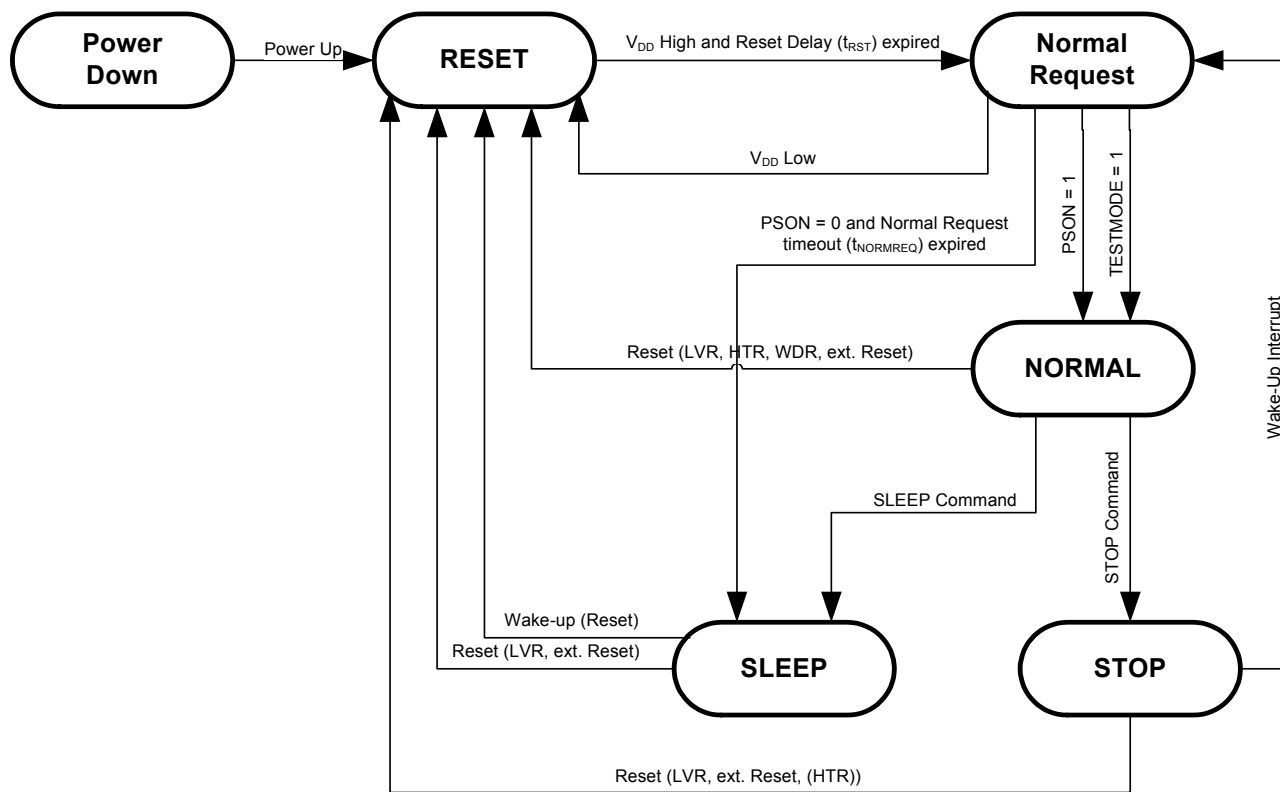 Power
Down
Power Up
RESET
V_DD High and Reset Delay (t_RST) expired
Normal
Request
V_DD Low
PSON = 0 and Normal Request
timeout (t_NORMREQ) expired
PSON = 1
TESTMODE = 1
Wake-Up Interrupt
Reset (LVR, HTR, WDR, ext. Reset)
NORMAL
SLEEP Command
STOP Command
Wake-up (Reset)
Reset (LVR, ext. Reset)
SLEEP
STOP
Reset (LVR, ext. Reset, (HTR))